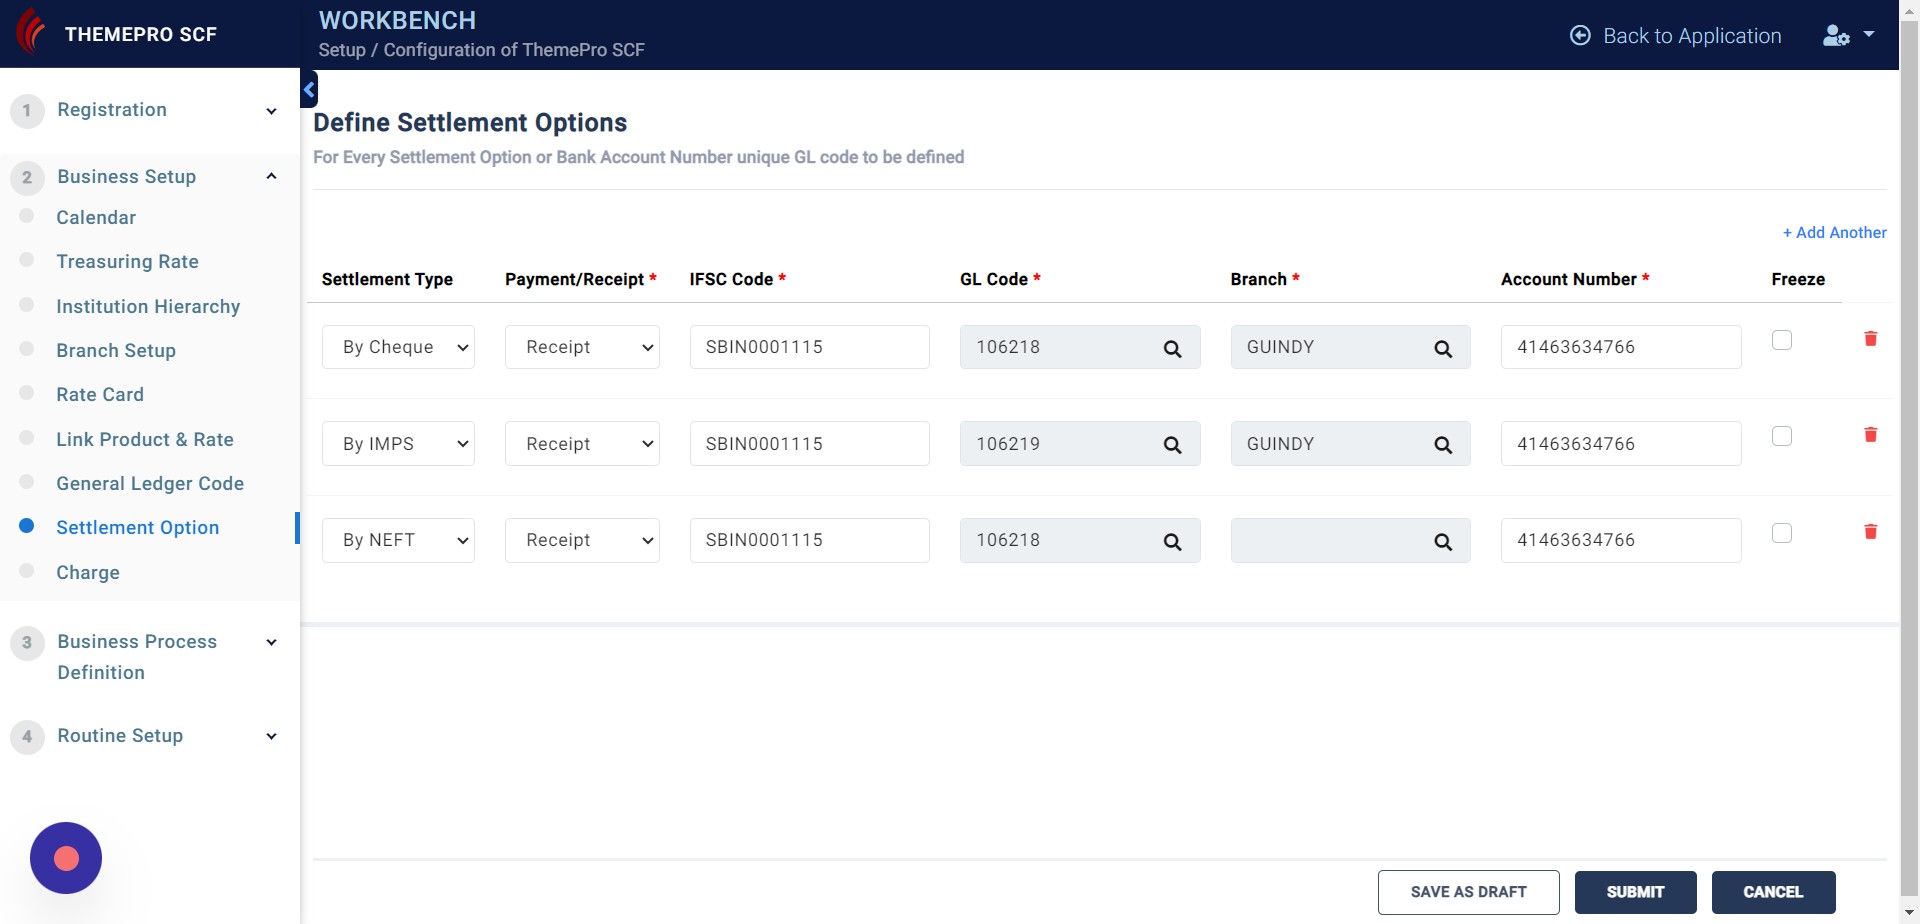 THEMEPRO SCF
WORKBENCH
Setup / Configuration of ThemePro SCF
Back to Application
1 Registration
2 Business Setup
Calendar
Treasuring Rate
Institution Hierarchy
Branch Setup
Rate Card
Link Product & Rate
General Ledger Code
Settlement Option
Charge
3 Business Process
Definition
4 Routine Setup
Define Settlement Options
For Every Settlement Option or Bank Account Number unique GL code to be defined
+ Add Another
Settlement Type Payment/Receipt * IFSC Code * GL Code * Branch * Account Number * Freeze
By Cheque Receipt SBIN0001115 106218 GUINDY 41463634766
By IMPS Receipt SBIN0001115 106219 GUINDY 41463634766
By NEFT Receipt SBIN0001115 106218 41463634766
SAVE AS DRAFT SUBMIT CANCEL